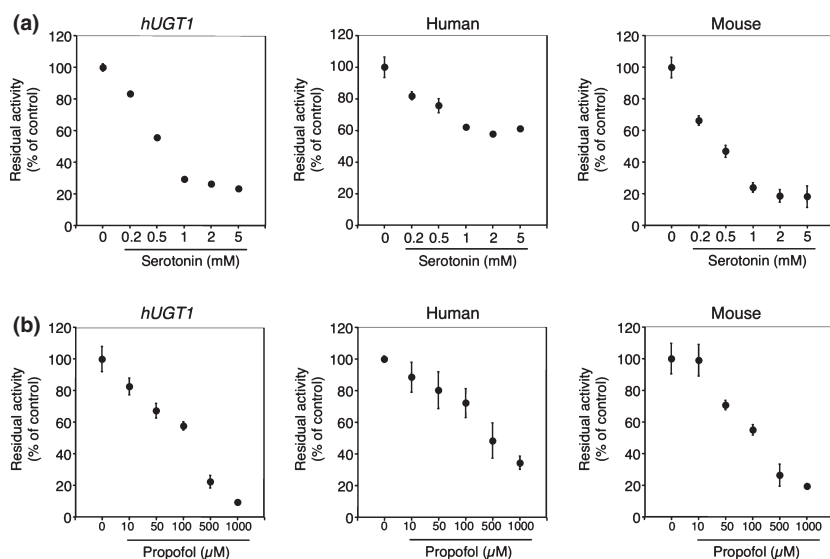 (a)
hUGT1
Human
Mouse
Residual activity
(% of control)
120
100
80
60
40
20
0
0 0.2 0.5 1 2 5
Serotonin (mM)
Residual activity
(% of control)
120
100
80
60
40
20
0
0 0.2 0.5 1 2 5
Serotonin (mM)
Residual activity
(% of control)
120
100
80
60
40
20
0
0 0.2 0.5 1 2 5
Serotonin (mM)
(b)
hUGT1
Human
Mouse
Residual activity
(% of control)
120
100
80
60
40
20
0
0 10 50 100 500 1000
Propofol (µM)
Residual activity
(% of control)
120
100
80
60
40
20
0
0 10 50 100 500 1000
Propofol (µM)
Residual activity
(% of control)
120
100
80
60
40
20
0
0 10 50 100 500 1000
Propofol (µM)